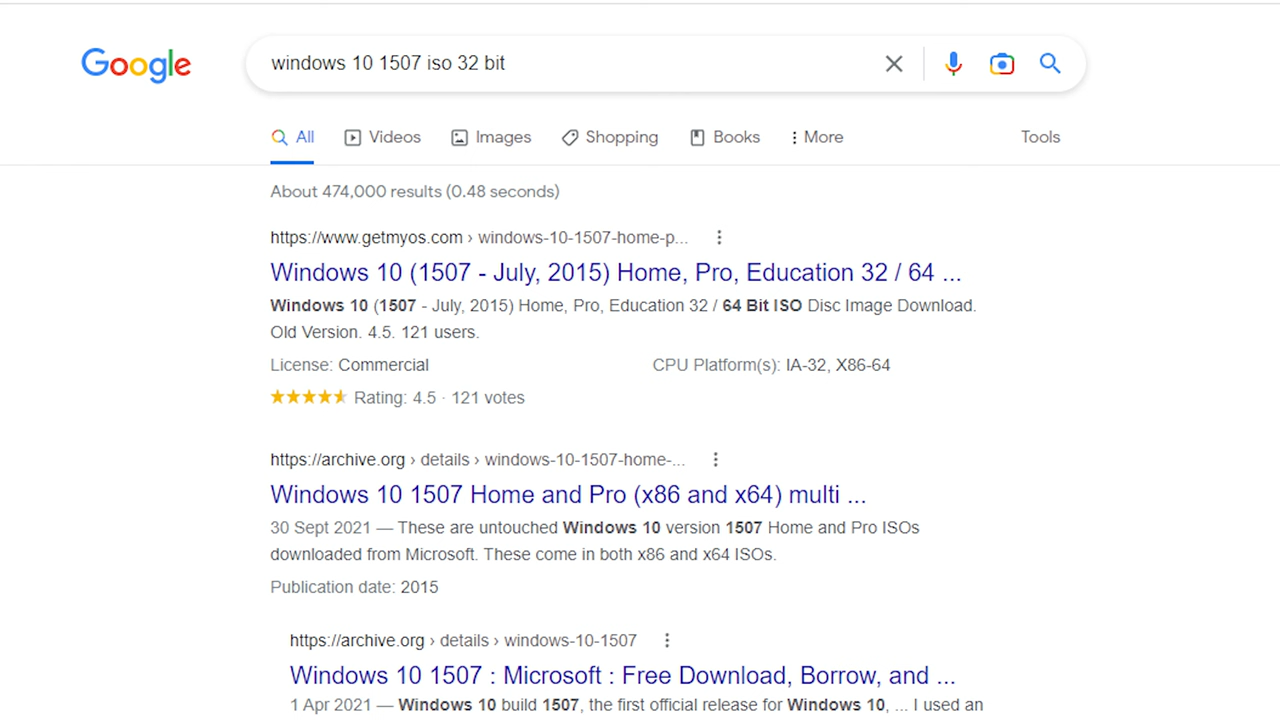 Google
windows 10 1507 iso 32 bit
All Videos Images Shopping Books More Tools
About 474,000 results (0.48 seconds)
https://www.getmyos.com › windows-10-1507-home-p...
Windows 10 (1507 - July, 2015) Home, Pro, Education 32 / 64 ...
Windows 10 (1507 - July, 2015) Home, Pro, Education 32 / 64 Bit ISO Disc Image Download.
Old Version. 4.5. 121 users.
License: Commercial CPU Platform(s): IA-32, X86-64
Rating: 4.5 · 121 votes
https://archive.org › details › windows-10-1507-home-...
Windows 10 1507 Home and Pro (x86 and x64) multi ...
30 Sept 2021 — These are untouched Windows 10 version 1507 Home and Pro ISOs
downloaded from Microsoft. These come in both x86 and x64 ISOs.
Publication date: 2015
https://archive.org › details › windows-10-1507
Windows 10 1507 : Microsoft : Free Download, Borrow, and ...
1 Apr 2021 — Windows 10 build 1507, the first official release for Windows 10, ... I used an